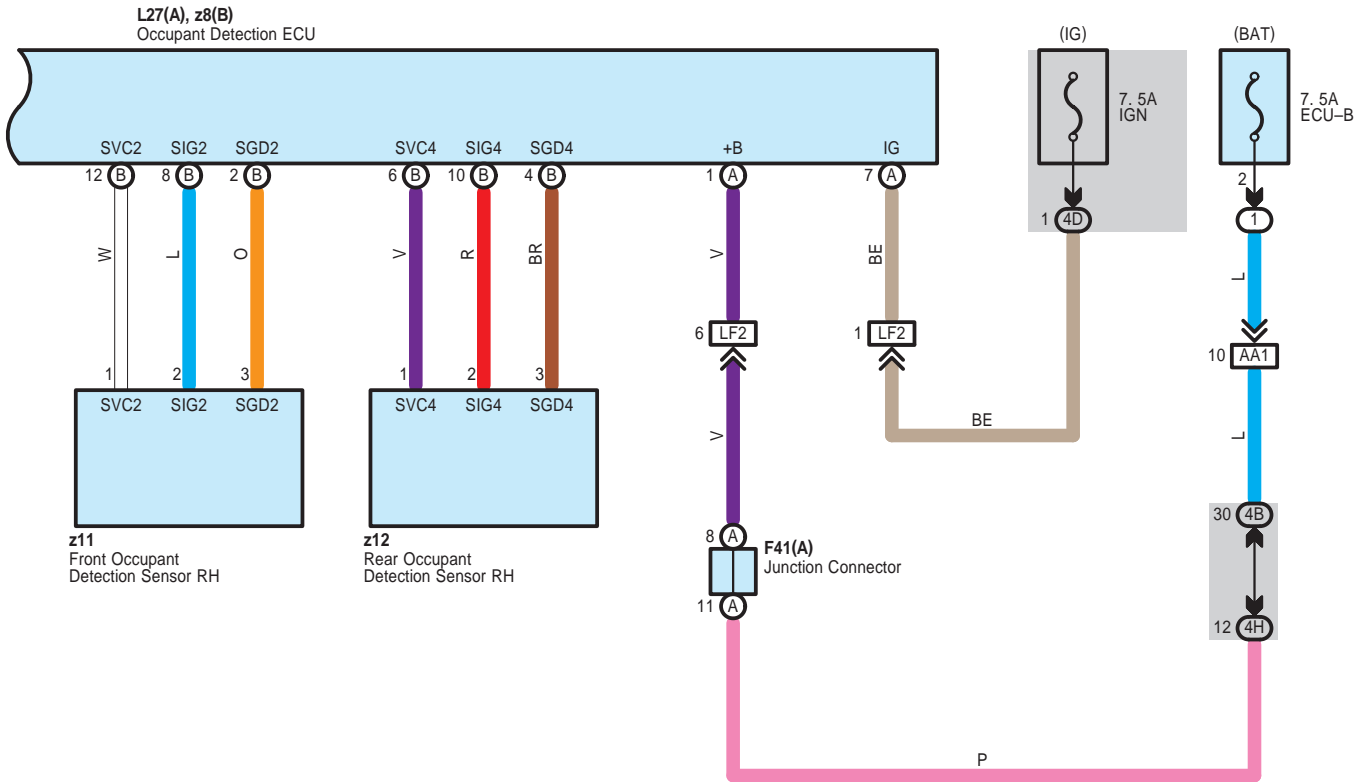 L27(A), z8(B)
Occupant Detection ECU
(IG)
(BAT)
7. 5A
IGN
7. 5A
ECU–B
SVC2 SIG2 SGD2 SVC4 SIG4 SGD4 +B IG
12 B 8 B 2 B 6 B 10 B 4 B 1 A 7 A
2
1 4D
1
W L O V R BR V BE L
6 LF2
1 LF2
10 AA1
1 2 3 1 2 3
SVC2 SIG2 SGD2
SVC4 SIG4 SGD4
BE
V
L
30 4B
z11
Front Occupant
Detection Sensor RH
z12
Rear Occupant
Detection Sensor RH
8 A
F41(A)
Junction Connector
11 A
12 4H
P